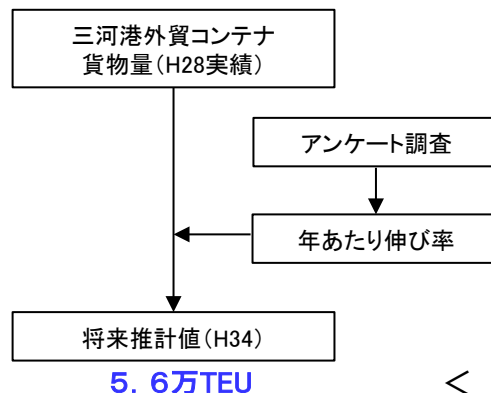 三河港外貿コンテナ
貨物量（H28実績）
アンケート調査
年あたり伸び率
将来推計値（H34）
５．６万TEU
＜